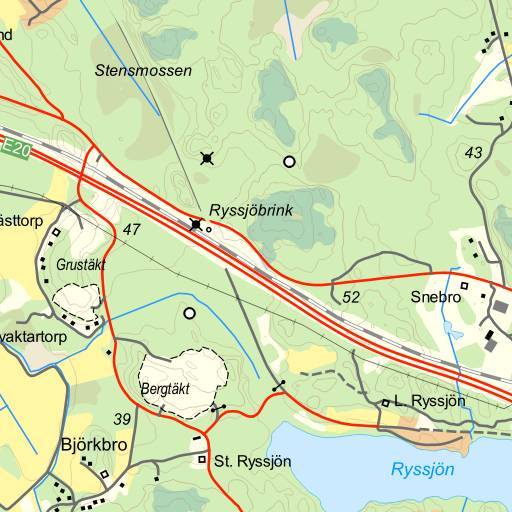 nd
Stensmossen
E20
43
Ryssjöbrink
ästtorp
47
Grustäkt
52
Snebro
vaktartorp
Bergtäkt
L. Ryssjön
39
Björkbro
St. Ryssjön
Ryssjön